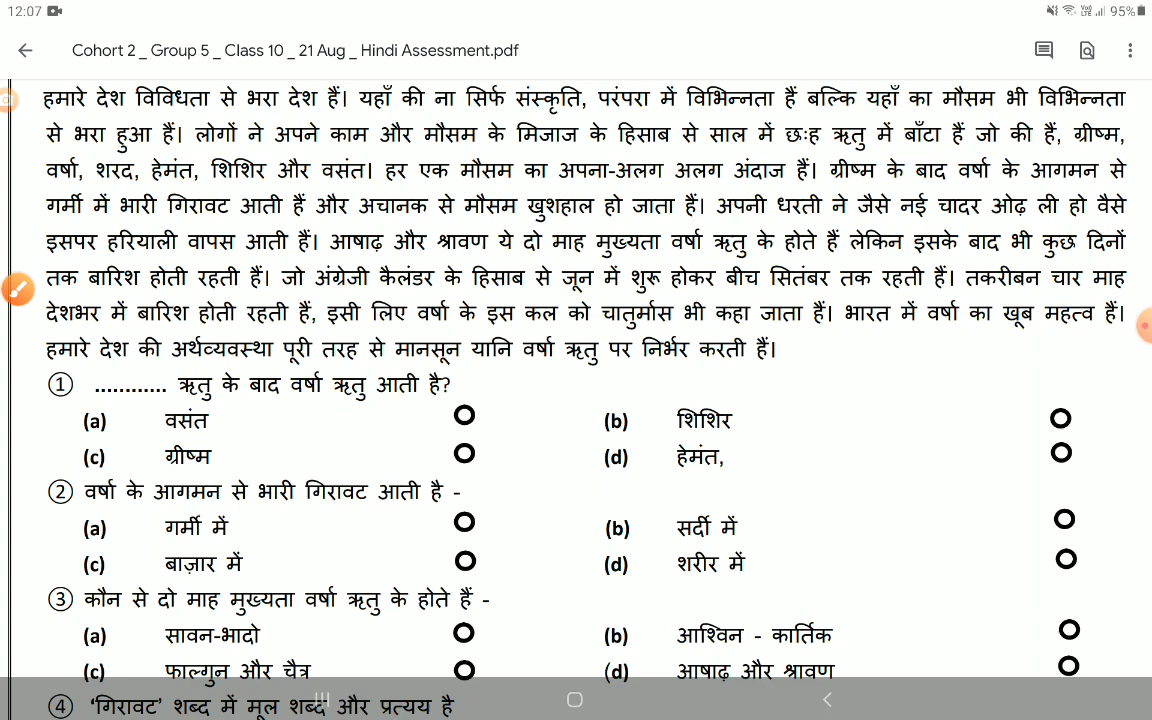 12:07 95%
Cohort 2 _ Group 5 _ Class 10 _ 21 Aug _ Hindi Assessment.pdf
हमारे देश विविधता से भरा देश हैं। यहाँ की ना सिर्फ संस्कृति, परंपरा में विभिन्नता हैं बल्कि यहाँ का मौसम भी विभिन्नता
से भरा हुआ हैं। लोगों ने अपने काम और मौसम के मिजाज के हिसाब से साल में छःह ऋतु में बाँटा हैं जो की हैं, ग्रीष्म,
वर्षा, शरद, हेमंत, शिशिर और वसंत। हर एक मौसम का अपना-अलग अलग अंदाज हैं। ग्रीष्म के बाद वर्षा के आगमन से
गर्मी में भारी गिरावट आती हैं और अचानक से मौसम खुशहाल हो जाता हैं। अपनी धरती ने जैसे नई चादर ओढ़ ली हो वैसे
इसपर हरियाली वापस आती हैं। आषाढ़ और श्रावण ये दो माह मुख्यता वर्षा ऋतु के होते हैं लेकिन इसके बाद भी कुछ दिनों
तक बारिश होती रहती हैं। जो अंग्रेजी कैलंडर के हिसाब से जून में शुरू होकर बीच सितंबर तक रहती हैं। तकरीबन चार माह
देशभर में बारिश होती रहती हैं, इसी लिए वर्षा के इस कल को चातुर्मास भी कहा जाता हैं। भारत में वर्षा का खूब महत्व हैं।
हमारे देश की अर्थव्यवस्था पूरी तरह से मानसून यानि वर्षा ऋतु पर निर्भर करती हैं।
① ............ ऋतु के बाद वर्षा ऋतु आती है?
(a) वसंत (b) शिशिर
(c) ग्रीष्म (d) हेमंत,
② वर्षा के आगमन से भारी गिरावट आती है -
(a) गर्मी में (b) सर्दी में
(c) बाज़ार में (d) शरीर में
③ कौन से दो माह मुख्यता वर्षा ऋतु के होते हैं -
(a) सावन-भादो (b) आश्विन - कार्तिक
(c) फाल्गुन और चैत्र (d) आषाढ़ और श्रावण
④ ‘गिरावट’ शब्द में मूल शब्द और प्रत्यय है